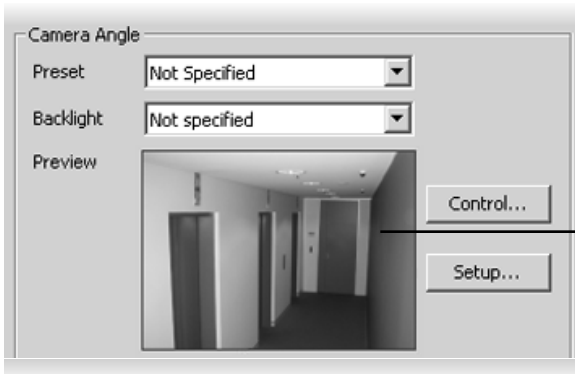 Camera Angle
Preset
Not Specified
Backlight
Not specified
Preview
Control...
Setup...